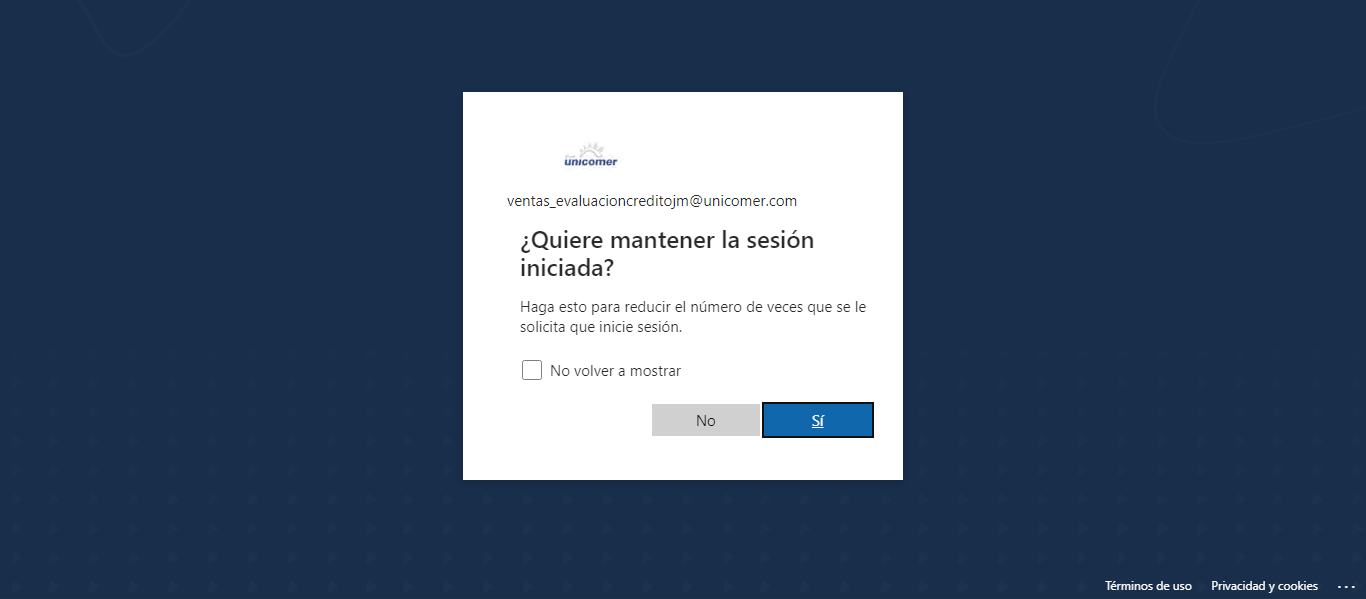 unicomer
ventas_evaluacioncreditojm@unicomer.com
¿Quiere mantener la sesión
iniciada?
Haga esto para reducir el número de veces que se le
solicita que inicie sesión.
No volver a mostrar
No
Sí
Términos de uso
Privacidad y cookies
...